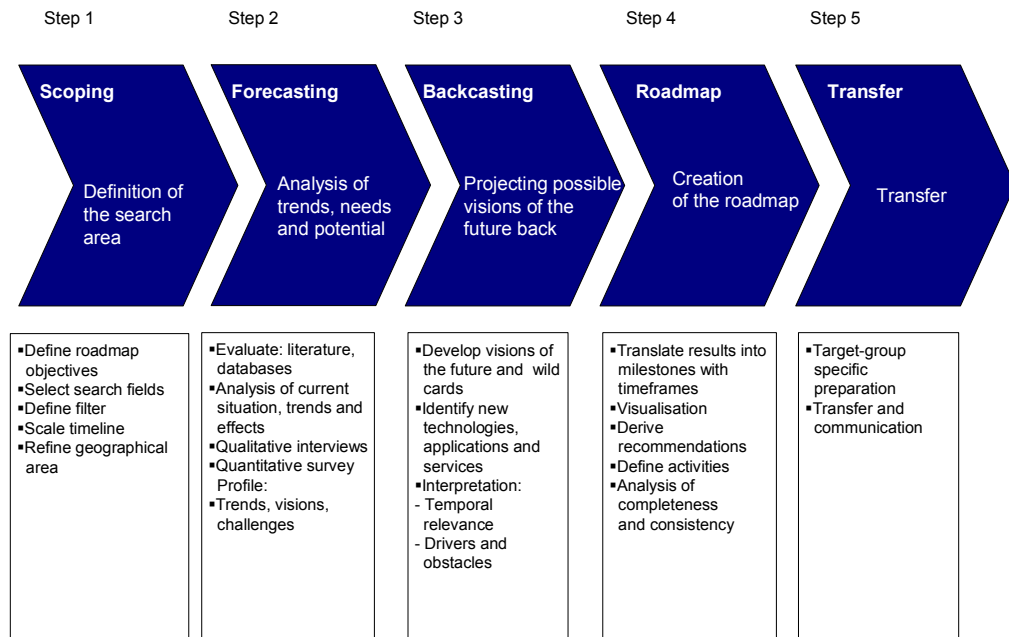 Step 1
Step 2
Step 3
Step 4
Step 5
Scoping
Definition of
the search
area
Forecasting
Analysis of
trends, needs
and potential
Backcasting
Projecting possible
visions of the
future back
Roadmap
Creation
of the roadmap
Transfer
Transfer
▪Define roadmap
objectives
▪Select search fields
▪Define filter
▪Scale timeline
▪Refine geographical
area
▪Evaluate: literature,
databases
▪Analysis of current
situation, trends and
effects
▪Qualitative interviews
▪Quantitative survey
Profile:
▪Trends, visions,
challenges
▪Develop visions of
the future and wild
cards
▪Identify new
technologies,
applications and
services
▪Interpretation:
- Temporal
relevance
- Drivers and
obstacles
▪Translate results into
milestones with
timeframes
▪Visualisation
▪Derive
recommendations
▪Define activities
▪Analysis of
completeness
and consistency
▪Target-group
specific
preparation
▪Transfer and
communication